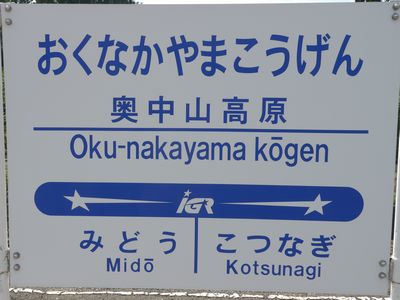 おくなかやまこうげん
奥中山高原
Oku-nakayama kōgen
IGR
みどう こつなぎ
Midō Kotsunagi